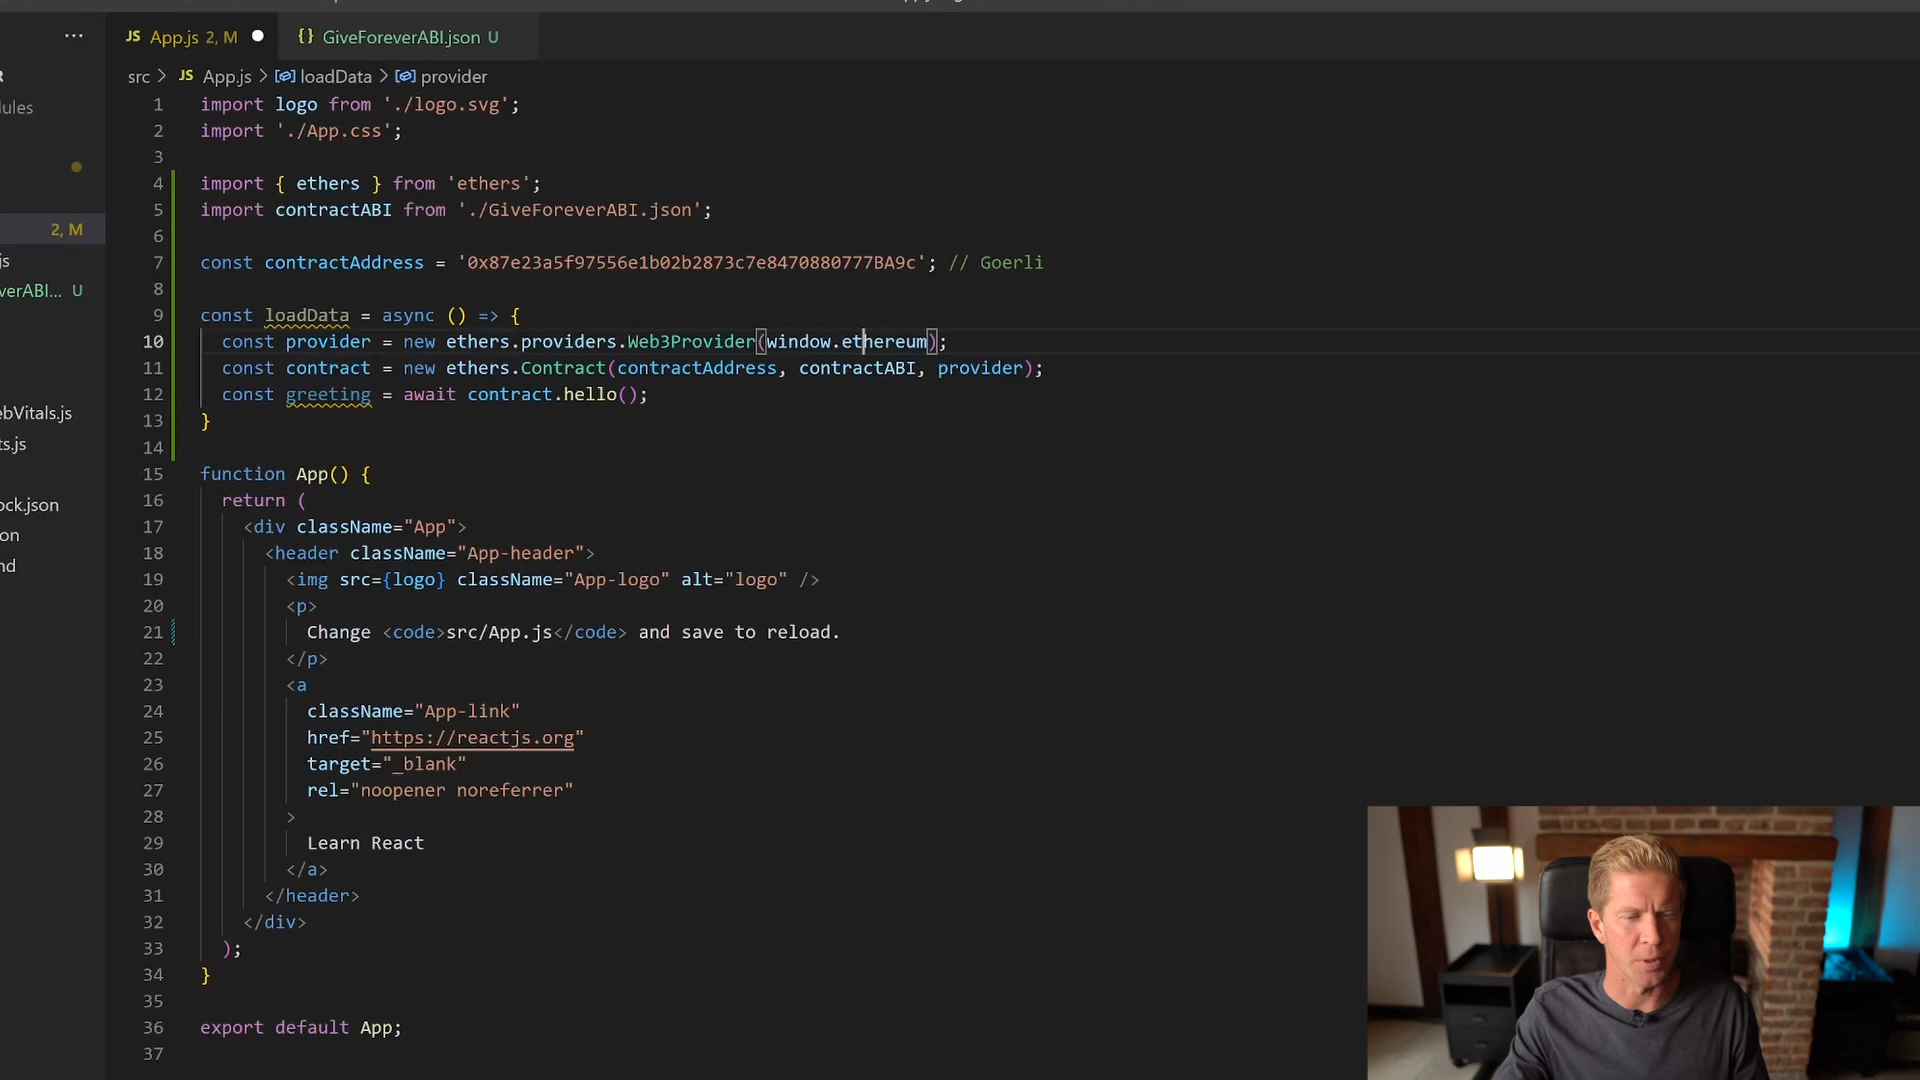 App.js 2, M
GiveForeverABI.json U
src > App.js > loadData > provider
1 import logo from './logo.svg';
2 import './App.css';
3
4 import { ethers } from 'ethers';
5 import contractABI from './GiveForeverABI.json';
6
7 const contractAddress = '0x87e23a5f97556e1b02b2873c7e8470880777BA9c'; // Goerli
8
9 const loadData = async () => {
10 const provider = new ethers.providers.Web3Provider(window.ethereum);
11 const contract = new ethers.Contract(contractAddress, contractABI, provider);
12 const greeting = await contract.hello();
13 }
14
15 function App() {
16 return (
17 <div className="App">
18 <header className="App-header">
19 <img src={logo} className="App-logo" alt="logo" />
20 <p>
21 Change <code>src/App.js</code> and save to reload.
22 </p>
23 <a
24 className="App-link"
25 href="https://reactjs.org"
26 target="_blank"
27 rel="noopener noreferrer"
28 >
29 Learn React
30 </a>
31 </header>
32 </div>
33 );
34 }
35
36 export default App;
37
R
dules
2, M
js
verABI... U
ebVitals.js
ts.js
ock.json
on
md